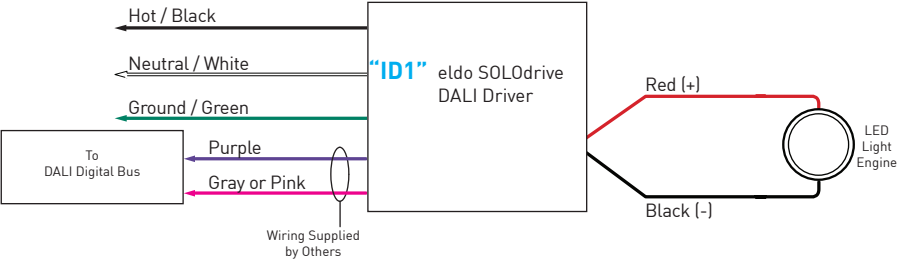 Hot / Black
Neutral / White
Ground / Green
To
DALI Digital Bus
Purple
Gray or Pink
Wiring Supplied
by Others
“ID1” eldo SOLOdrive
DALI Driver
Red (+)
Black (-)
LED
Light
Engine